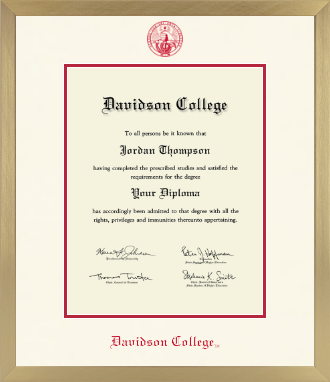 Davidson College
To all persons be it known that
Jordan Thompson
having completed the prescribed studies and satisfied the
requirements for the degree
Your Diploma
has accordingly been admitted to that degree with all the
rights, privileges and immunities thereunto appertaining.
Davidson College